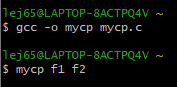 lej65@LAPTOP-8ACTPQ4V ~
$ gcc -o mycp mycp.c
lej65@LAPTOP-8ACTPQ4V ~
$ mycp f1 f2